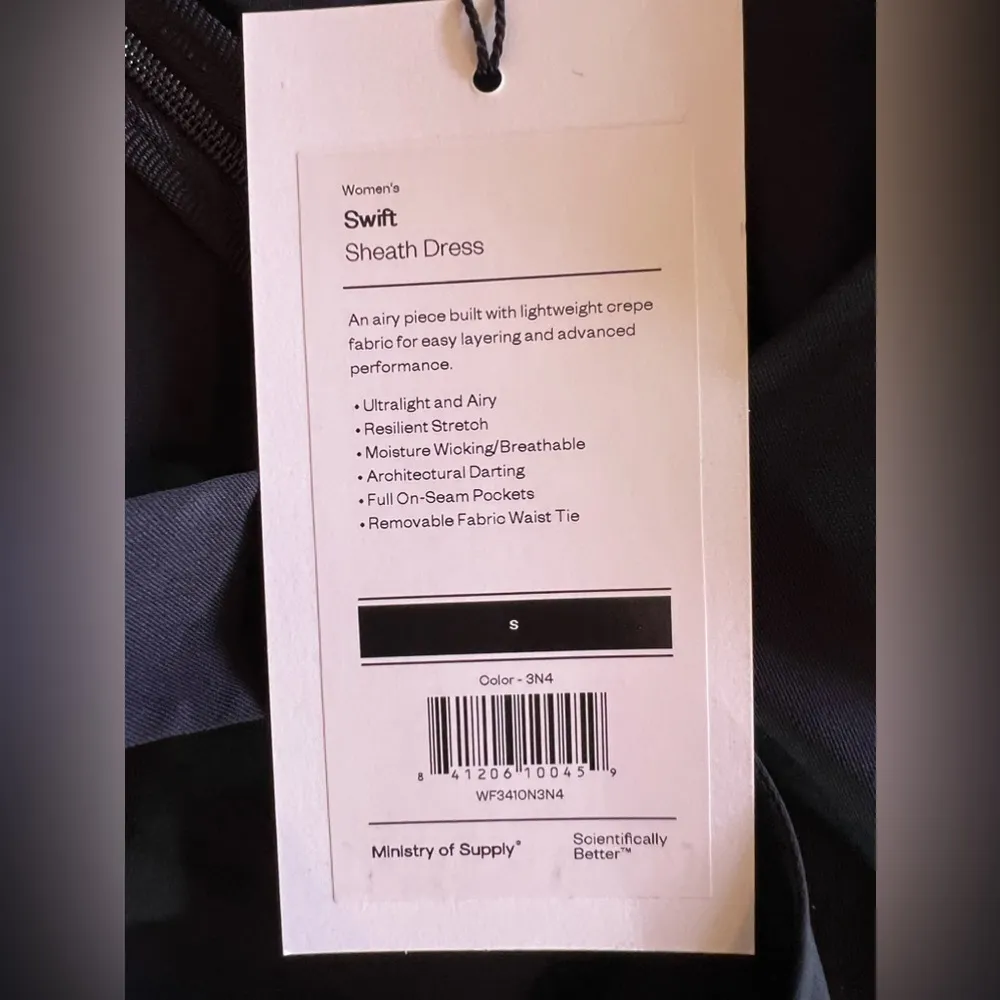 Women's
Swift
Sheath Dress
An airy piece built with lightweight crepe
fabric for easy layering and advanced
performance.
• Ultralight and Airy
• Resilient Stretch
• Moisture Wicking/Breathable
• Architectural Darting
• Full On-Seam Pockets
• Removable Fabric Waist Tie
S
Color - 3N4
8 41206 10045 9
WF3410N3N4
Ministry of Supply®
Scientifically
Better™